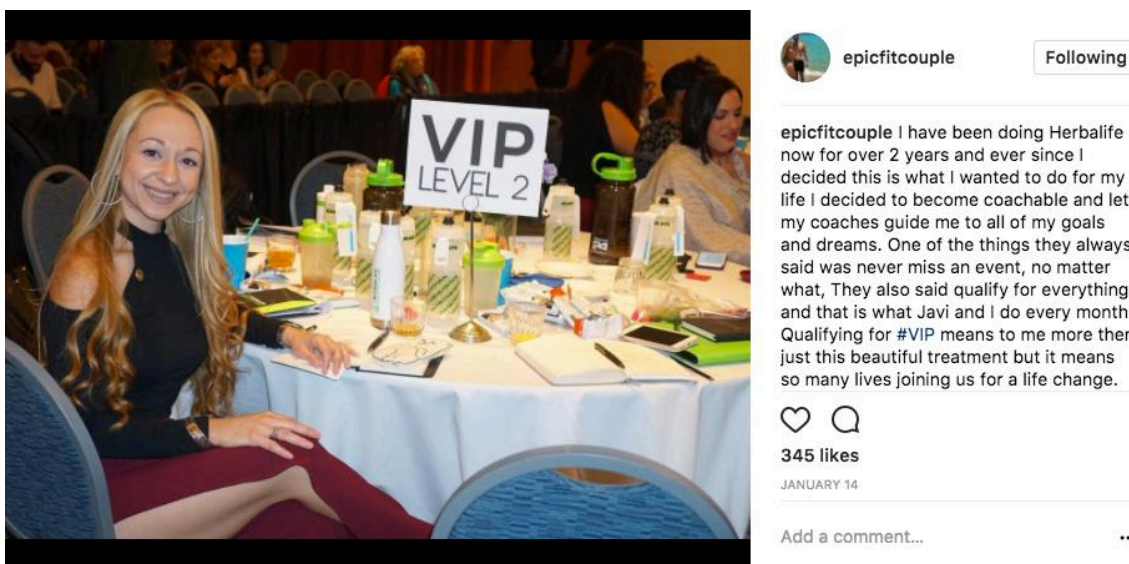 VIP
LEVEL 2
epicfitcouple
Following
epicfitcouple I have been doing Herbalife
now for over 2 years and ever since I
decided this is what I wanted to do for my
life I decided to become coachable and let
my coaches guide me to all of my goals
and dreams. One of the things they always
said was never miss an event, no matter
what, They also said qualify for everything
and that is what Javi and I do every month
Qualifying for #VIP means to me more then
just this beautiful treatment but it means
so many lives joining us for a life change.
345 likes
JANUARY 14
Add a comment...